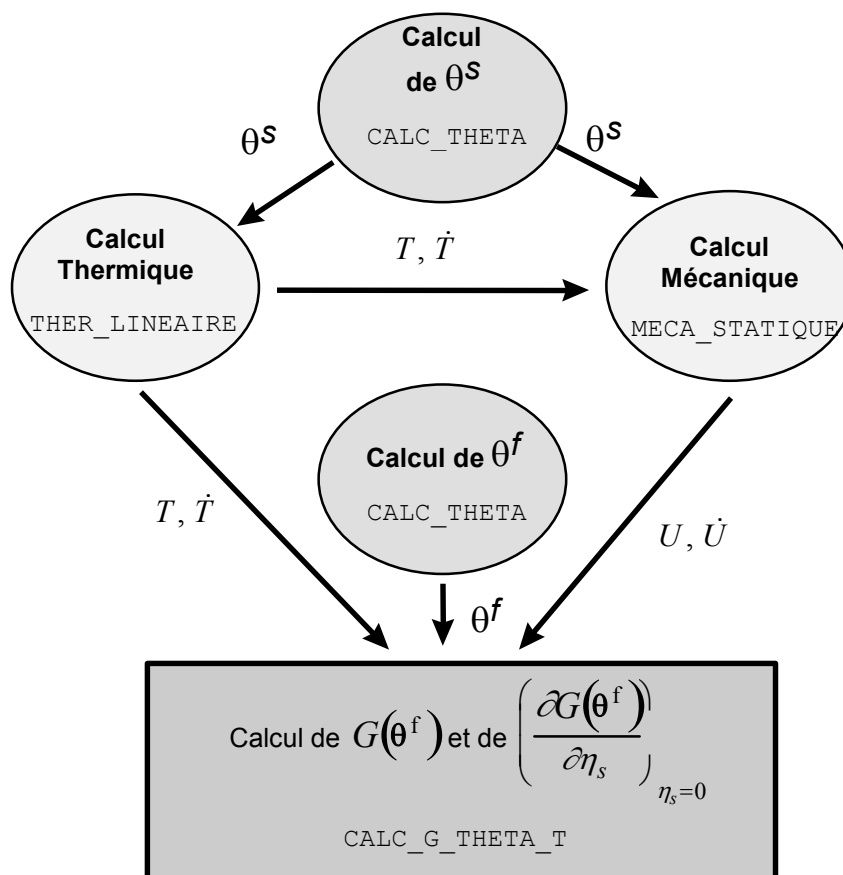 Calcul
de θˢ
CALC_THETA
θˢ
θˢ
Calcul
Thermique
THER_LINEAIRE
T, Ṫ
Calcul
Mécanique
MECA_STATIQUE
Calcul de θᶠ
CALC_THETA
T, Ṫ
U, U̇
θᶠ
Calcul de G(θᶠ) et de (∂G(θᶠ)/∂ηₛ)ηₛ=0
CALC_G_THETA_T